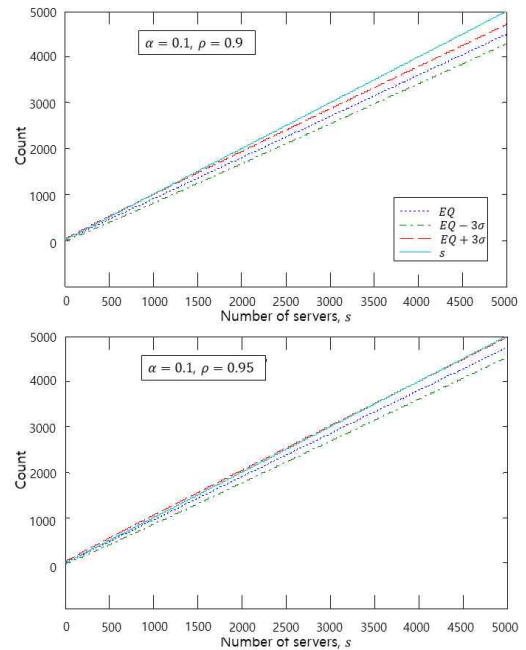 5000
α = 0.1, ρ = 0.9
4000
3000
Count
2000
1000
0
EQ
EQ − 3σ
EQ + 3σ
s
0 500 1000 1500 2000 2500 3000 3500 4000 4500 5000
Number of servers, s
5000
α = 0.1, ρ = 0.95
4000
3000
Count
2000
1000
0
0 500 1000 1500 2000 2500 3000 3500 4000 4500 5000
Number of servers, s